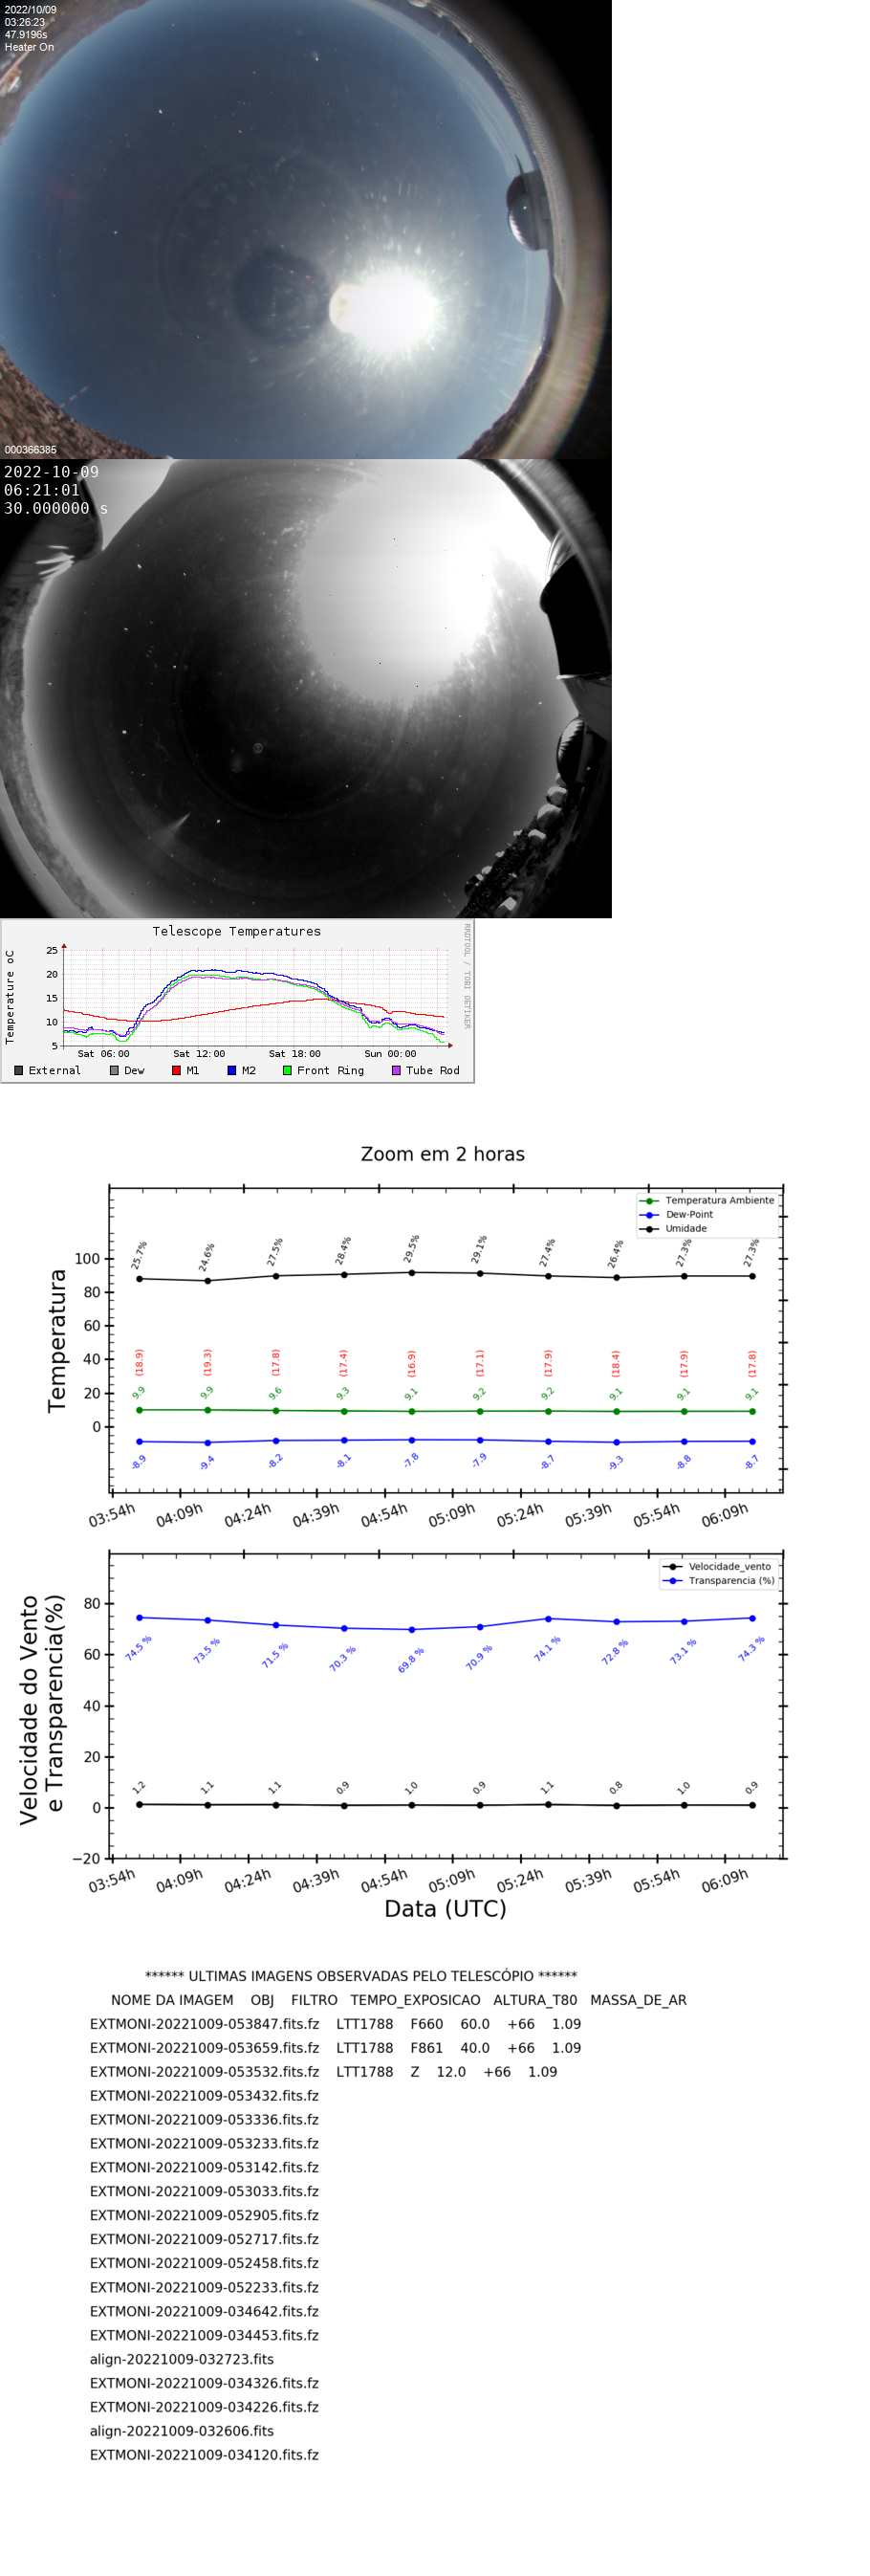 2022/10/09
03:26:23
47.9196s
Heater On
000366385
2022-10-09
06:21:01
30.000000 s
Telescope Temperatures
RRDTOOL / TOBI OETIKER
Temperature oC
25
20
15
10
5
Sat 06:00 Sat 12:00 Sat 18:00 Sun 00:00
External Dew M1 M2 Front Ring Tube Rod
Zoom em 2 horas
Temperatura Ambiente
Dew-Point
Umidade
Temperatura
100
80
60
40
20
0
25.7% 24.6% 27.5% 28.4% 29.5% 29.1% 27.4% 26.4% 27.3% 27.3%
(18.9) (19.3) (17.8) (17.4) (16.9) (17.1) (17.9) (18.4) (17.9) (17.8)
9.9 9.9 9.6 9.3 9.1 9.2 9.2 9.1 9.1 9.1
-8.9 -9.4 -8.2 -8.1 -7.8 -7.9 -8.7 -9.3 -8.8 -8.7
03:54h 04:09h 04:24h 04:39h 04:54h 05:09h 05:24h 05:39h 05:54h 06:09h
Velocidade_vento
Transparencia (%)
Velocidade do Vento
e Transparencia(%)
80
60
40
20
0
−20
74.5 % 73.5 % 71.5 % 70.3 % 69.8 % 70.9 % 74.1 % 72.8 % 73.1 % 74.3 %
1.2 1.1 1.1 0.9 1.0 0.9 1.1 0.8 1.0 0.9
03:54h 04:09h 04:24h 04:39h 04:54h 05:09h 05:24h 05:39h 05:54h 06:09h
Data (UTC)
****** ULTIMAS IMAGENS OBSERVADAS PELO TELESCÓPIO ******
NOME DA IMAGEM OBJ FILTRO TEMPO_EXPOSICAO ALTURA_T80 MASSA_DE_AR
EXTMONI-20221009-053847.fits.fz LTT1788 F660 60.0 +66 1.09
EXTMONI-20221009-053659.fits.fz LTT1788 F861 40.0 +66 1.09
EXTMONI-20221009-053532.fits.fz LTT1788 Z 12.0 +66 1.09
EXTMONI-20221009-053432.fits.fz
EXTMONI-20221009-053336.fits.fz
EXTMONI-20221009-053233.fits.fz
EXTMONI-20221009-053142.fits.fz
EXTMONI-20221009-053033.fits.fz
EXTMONI-20221009-052905.fits.fz
EXTMONI-20221009-052717.fits.fz
EXTMONI-20221009-052458.fits.fz
EXTMONI-20221009-052233.fits.fz
EXTMONI-20221009-034642.fits.fz
EXTMONI-20221009-034453.fits.fz
align-20221009-032723.fits
EXTMONI-20221009-034326.fits.fz
EXTMONI-20221009-034226.fits.fz
align-20221009-032606.fits
EXTMONI-20221009-034120.fits.fz